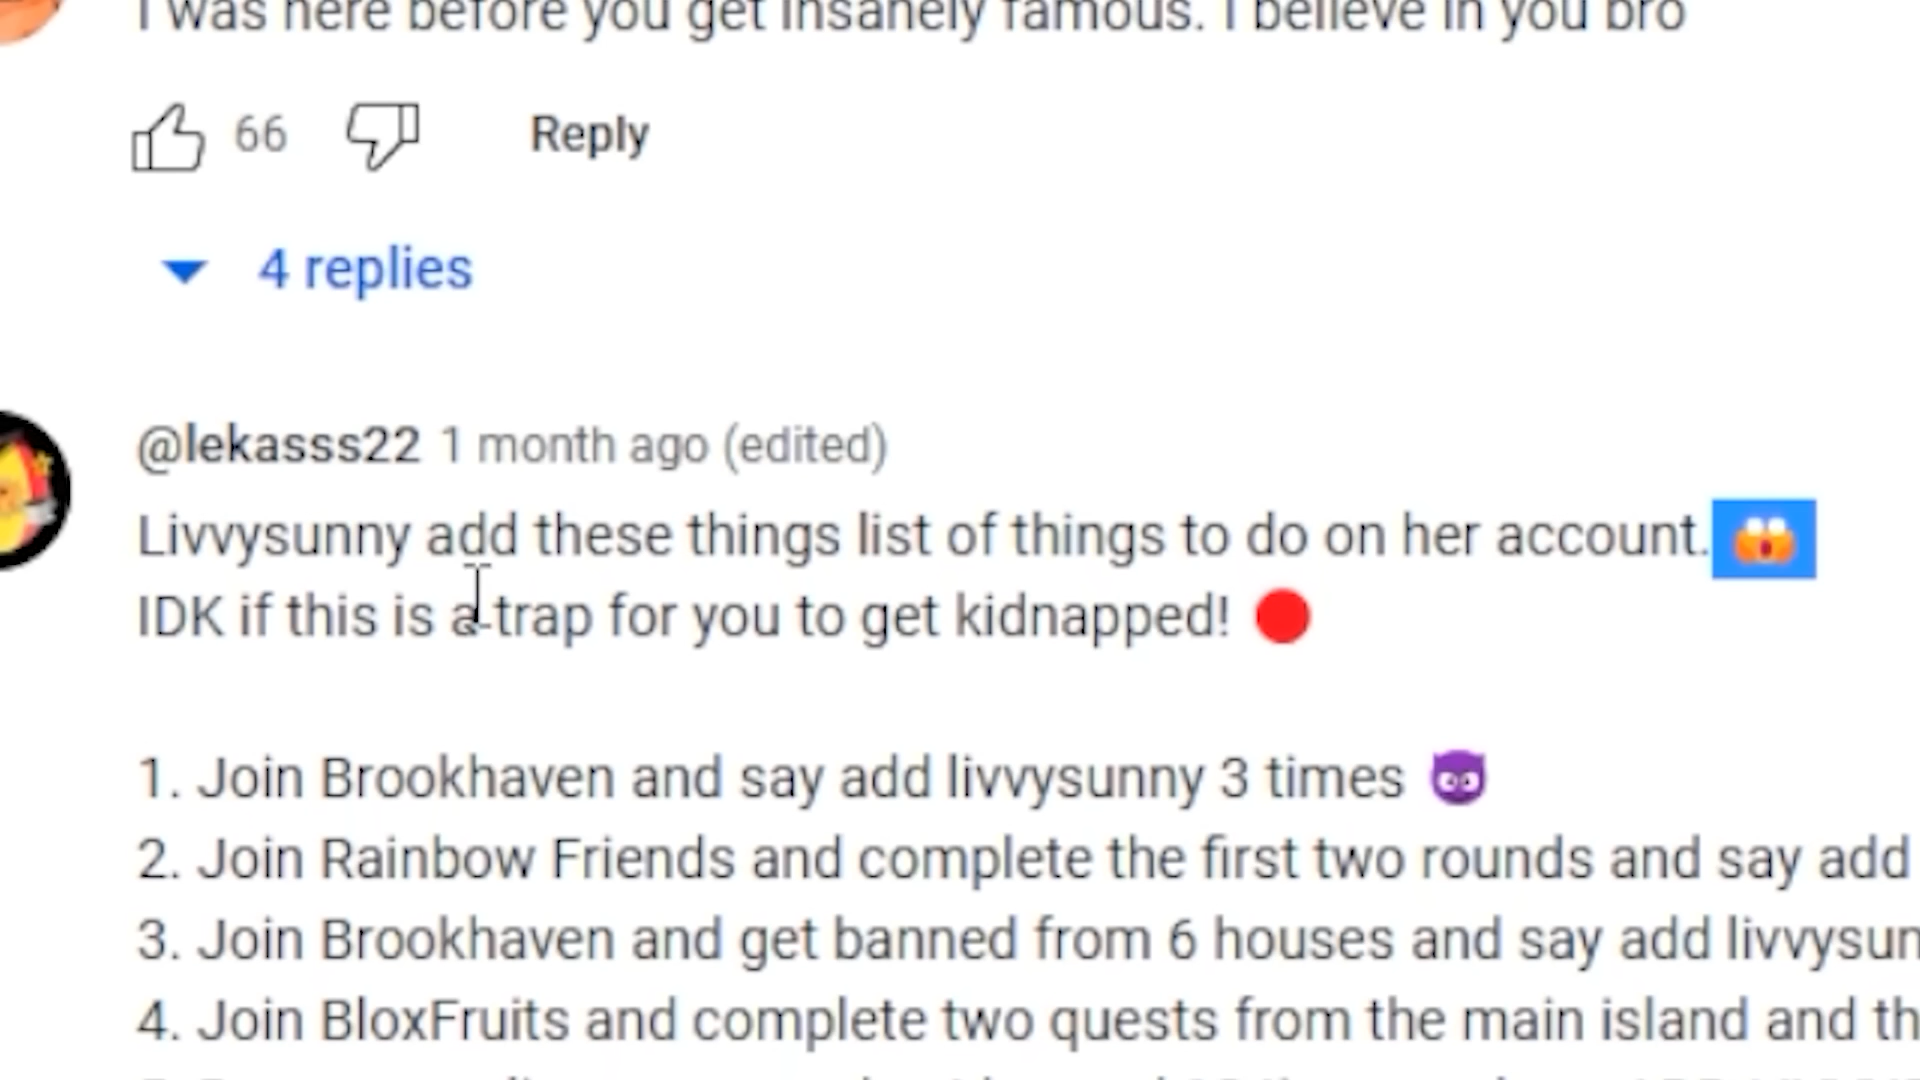 I was here before you get insanely famous. I believe in you bro
66 Reply
4 replies
@lekasss22 1 month ago (edited)
Livvysunny add these things list of things to do on her account.😱
IDK if this is a trap for you to get kidnapped! 🔴
1. Join Brookhaven and say add livvysunny 3 times 😈
2. Join Rainbow Friends and complete the first two rounds and say add
3. Join Brookhaven and get banned from 6 houses and say add livvysun
4. Join BloxFruits and complete two quests from the main island and th